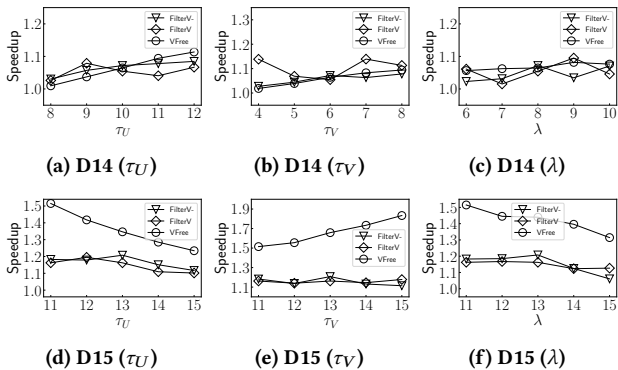 Speedup
1.2
1.1
1.0
FilterV-
FilterV
VFree
8 9 10 11 12
τU
(a) D14 (τU)
Speedup
1.2
1.1
1.0
FilterV-
FilterV
VFree
4 5 6 7 8
τV
(b) D14 (τV)
Speedup
1.2
1.1
1.0
FilterV-
FilterV
VFree
6 7 8 9 10
λ
(c) D14 (λ)
Speedup
1.5
1.4
1.3
1.2
1.1
1.0
FilterV-
FilterV
VFree
11 12 13 14 15
τU
(d) D15 (τU)
Speedup
1.9
1.7
1.5
1.3
1.1
FilterV-
FilterV
VFree
11 12 13 14 15
τV
(e) D15 (τV)
Speedup
1.5
1.4
1.3
1.2
1.1
1.0
FilterV-
FilterV
VFree
11 12 13 14 15
λ
(f) D15 (λ)